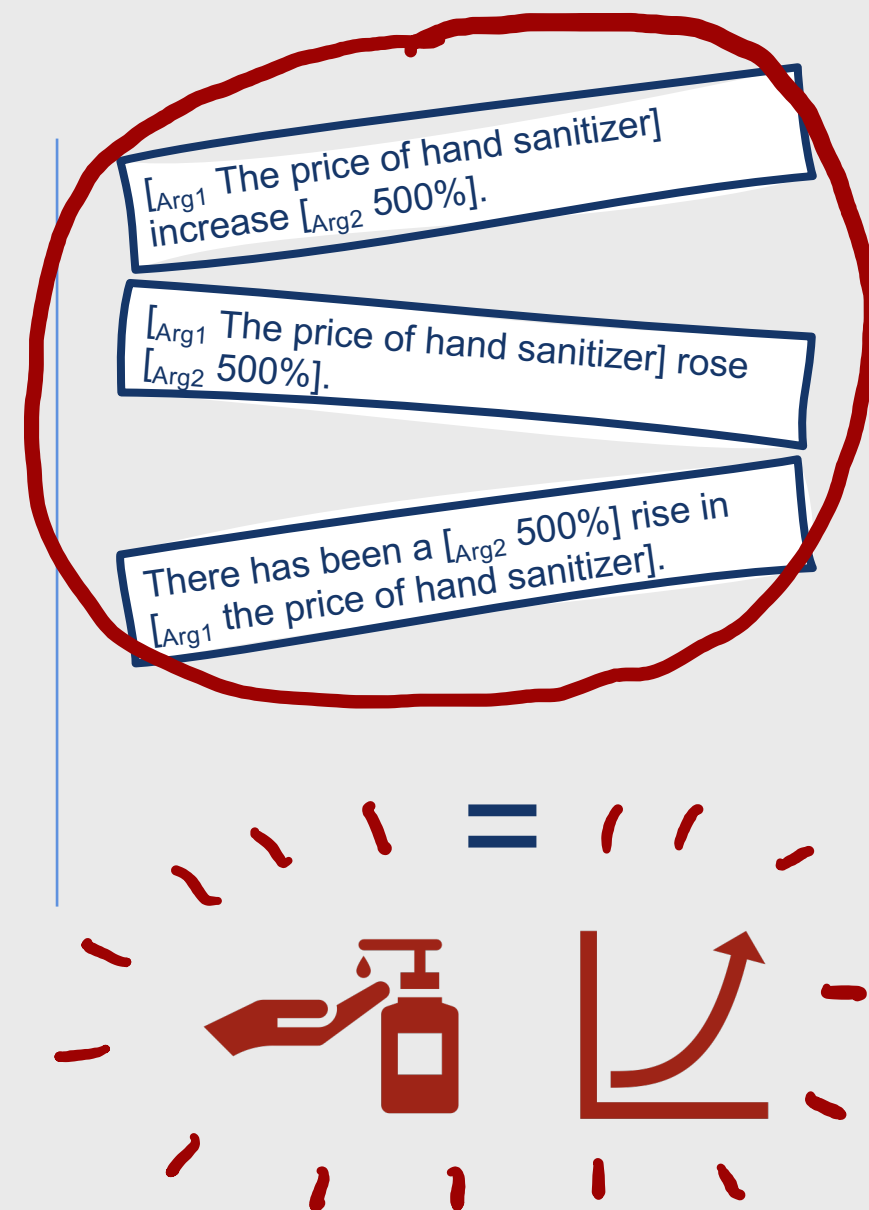 [Arg1 The price of hand sanitizer]
increase [Arg2 500%].
[Arg1 The price of hand sanitizer] rose
[Arg2 500%].
There has been a [Arg2 500%] rise in
[Arg1 the price of hand sanitizer].
=